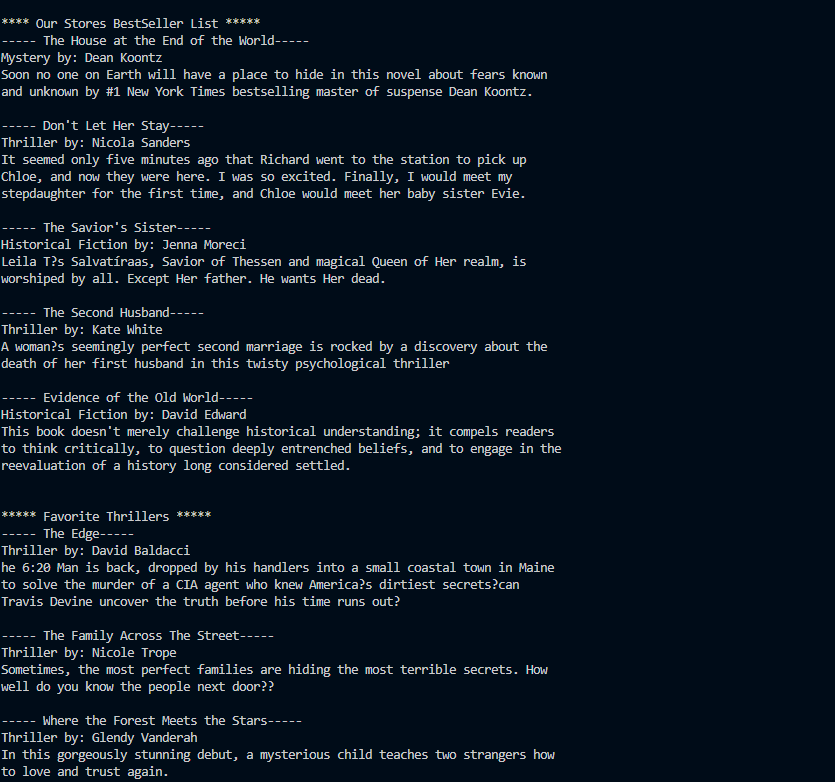 **** Our Stores BestSeller List *****
----- The House at the End of the World-----
Mystery by: Dean Koontz
Soon no one on Earth will have a place to hide in this novel about fears known
and unknown by #1 New York Times bestselling master of suspense Dean Koontz.

----- Don't Let Her Stay-----
Thriller by: Nicola Sanders
It seemed only five minutes ago that Richard went to the station to pick up
Chloe, and now they were here. I was so excited. Finally, I would meet my
stepdaughter for the first time, and Chloe would meet her baby sister Evie.

----- The Savior's Sister-----
Historical Fiction by: Jenna Moreci
Leila T?s Salvatíraas, Savior of Thessen and magical Queen of Her realm, is
worshiped by all. Except Her father. He wants Her dead.

----- The Second Husband-----
Thriller by: Kate White
A woman?s seemingly perfect second marriage is rocked by a discovery about the
death of her first husband in this twisty psychological thriller

----- Evidence of the Old World-----
Historical Fiction by: David Edward
This book doesn't merely challenge historical understanding; it compels readers
to think critically, to question deeply entrenched beliefs, and to engage in the
reevaluation of a history long considered settled.

***** Favorite Thrillers *****
----- The Edge-----
Thriller by: David Baldacci
he 6:20 Man is back, dropped by his handlers into a small coastal town in Maine
to solve the murder of a CIA agent who knew America?s dirtiest secrets?can
Travis Devine uncover the truth before his time runs out?

----- The Family Across The Street-----
Thriller by: Nicole Trope
Sometimes, the most perfect families are hiding the most terrible secrets. How
well do you know the people next door??

----- Where the Forest Meets the Stars-----
Thriller by: Glendy Vanderah
In this gorgeously stunning debut, a mysterious child teaches two strangers how
to love and trust again.